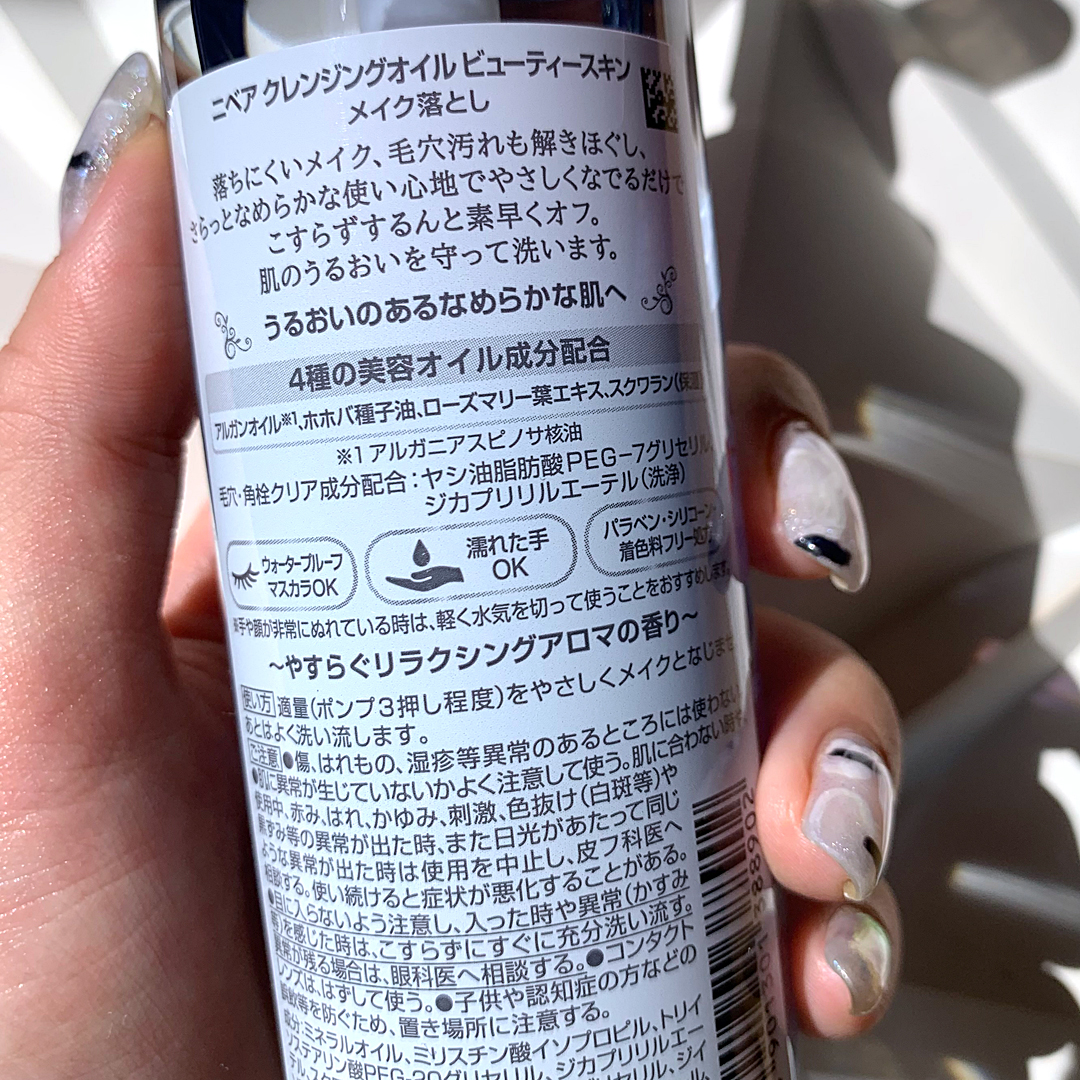 ニベア クレンジングオイル ビューティースキン
メイク落とし
落ちにくいメイク、毛穴汚れも解きほぐし、
さらっとなめらかな使い心地でやさしくなでるだけで
こすらずするんと素早くオフ。
肌のうるおいを守って洗います。
うるおいのあるなめらかな肌へ
4種の美容オイル成分配合
アルガンオイル※1、ホホバ種子油、ローズマリー葉エキス、スクワラン(保湿)
※1 アルガニアスピノサ核油
毛穴・角栓クリア成分配合:ヤシ油脂肪酸PEG-7グリセリル、
ジカプリリルエーテル(洗浄)
ウォータープルーフ
マスカラOK
濡れた手
OK
パラベン・シリコーン・
着色料フリー処方
※手や顔が非常にぬれている時は、軽く水気を切って使うことをおすすめします。
~やすらぐリラクシングアロマの香り~
使い方 適量(ポンプ3押し程度)をやさしくメイクとなじませ
あとはよく洗い流します。
ご注意 ●傷、はれもの、湿疹等異常のあるところには使わない
●肌に異常が生じていないかよく注意して使う。肌に合わない時や
使用中、赤み、はれ、かゆみ、刺激、色抜け(白斑等)や
黒ずみ等の異常が出た時、また日光があたって同じ
ような異常が出た時は使用を中止し、皮フ科医へ
相談する。使い続けると症状が悪化することがある。
●目に入らないよう注意し、入った時や異常(かすみ
等)を感じた時は、こすらずにすぐに充分洗い流す。
異常が残る場合は、眼科医へ相談する。●コンタクト
レンズは、はずして使う。●子供や認知症の方などの
誤飲等を防ぐため、置き場所に注意する。
成分:ミネラルオイル、ミリスチン酸イソプロピル、トリイ
ソステアリン酸PEG-20グリセリル、ジカプリリルエー